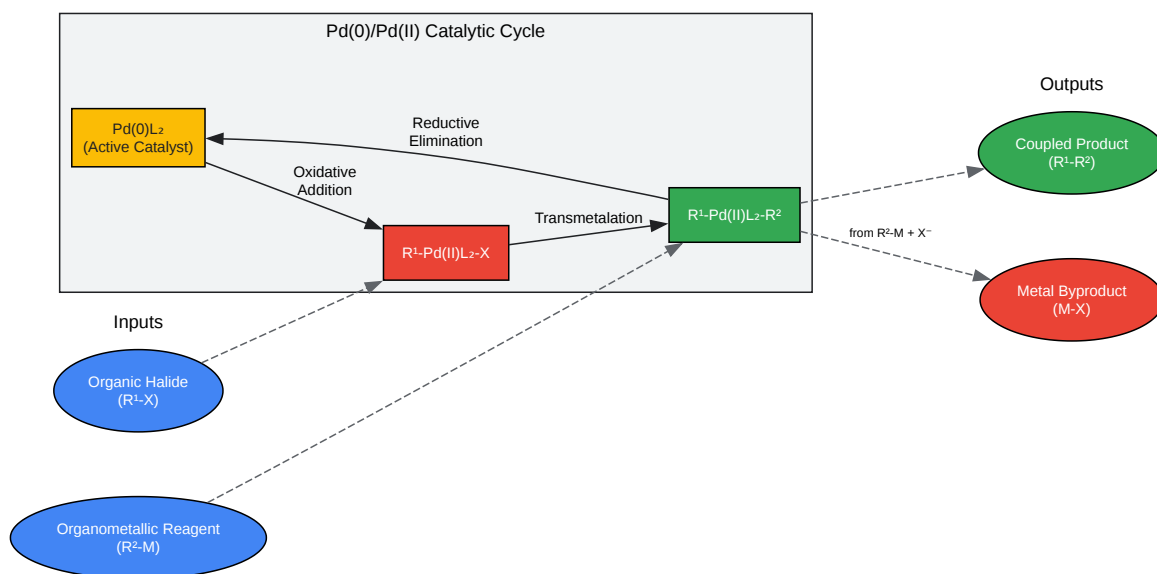 Pd(0)/Pd(II) Catalytic Cycle
Pd(0)L₂
(Active Catalyst)
Reductive
Elimination
Oxidative
Addition
Transmetalation
R¹-Pd(II)L₂-X
R¹-Pd(II)L₂-R²
Outputs
Coupled Product
(R¹-R²)
from R²-M + X⁻
Metal Byproduct
(M-X)
Inputs
Organic Halide
(R¹-X)
Organometallic Reagent
(R²-M)